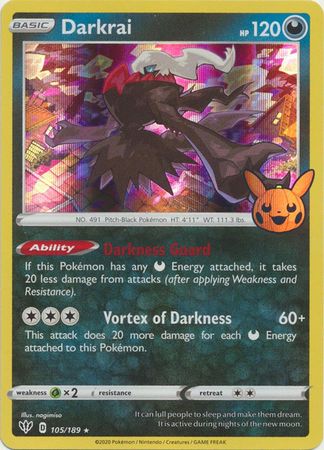 BASIC
Darkrai
HP 120
NO. 491 Pitch-Black Pokémon HT: 4'11" WT: 111.3 lbs.
Ability Darkness Guard
If this Pokémon has any Energy attached, it takes
20 less damage from attacks (after applying Weakness and
Resistance).
Vortex of Darkness 60+
This attack does 20 more damage for each Energy
attached to this Pokémon.
weakness ×2 resistance retreat
Illus. nagimiso
105/189 ★
It can lull people to sleep and make them dream.
It is active during nights of the new moon.
©2020 Pokémon / Nintendo / Creatures / GAME FREAK